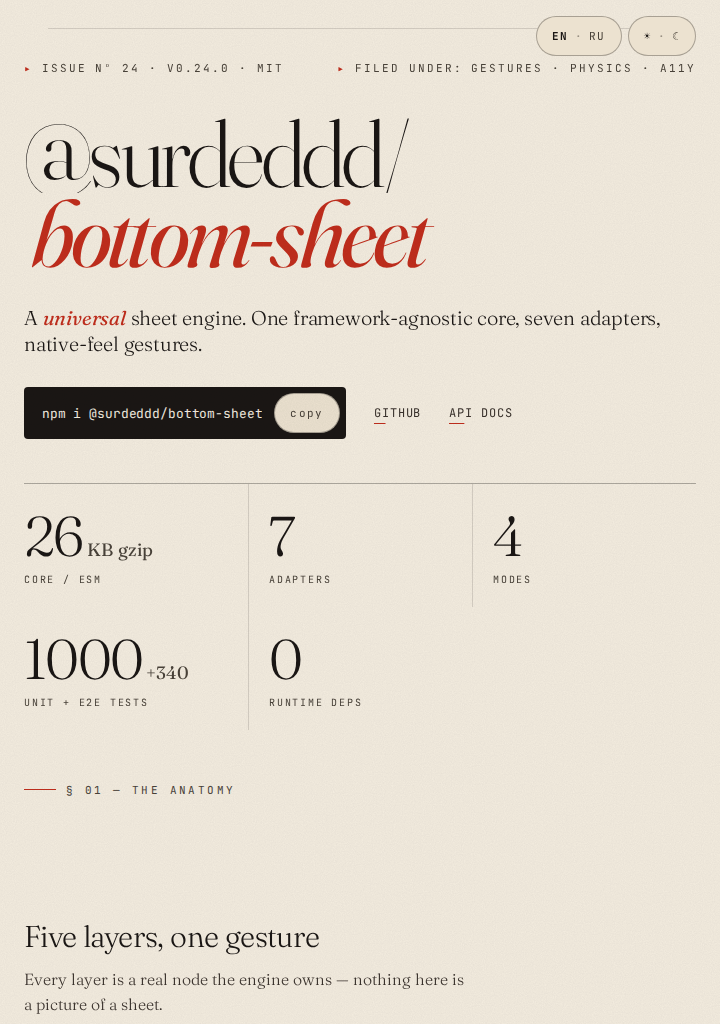 EN · RU
☀ · ☾
▸ ISSUE N° 24 · V0.24.0 · MIT
▸ FILED UNDER: GESTURES · PHYSICS · A11Y
@surdeddd/
bottom-sheet
A universal sheet engine. One framework-agnostic core, seven adapters,
native-feel gestures.
npm i @surdeddd/bottom-sheet
copy
GITHUB
API DOCS
26 KB gzip
CORE / ESM
7
ADAPTERS
4
MODES
1000 +340
UNIT + E2E TESTS
0
RUNTIME DEPS
§ 01 — THE ANATOMY
Five layers, one gesture
Every layer is a real node the engine owns — nothing here is
a picture of a sheet.